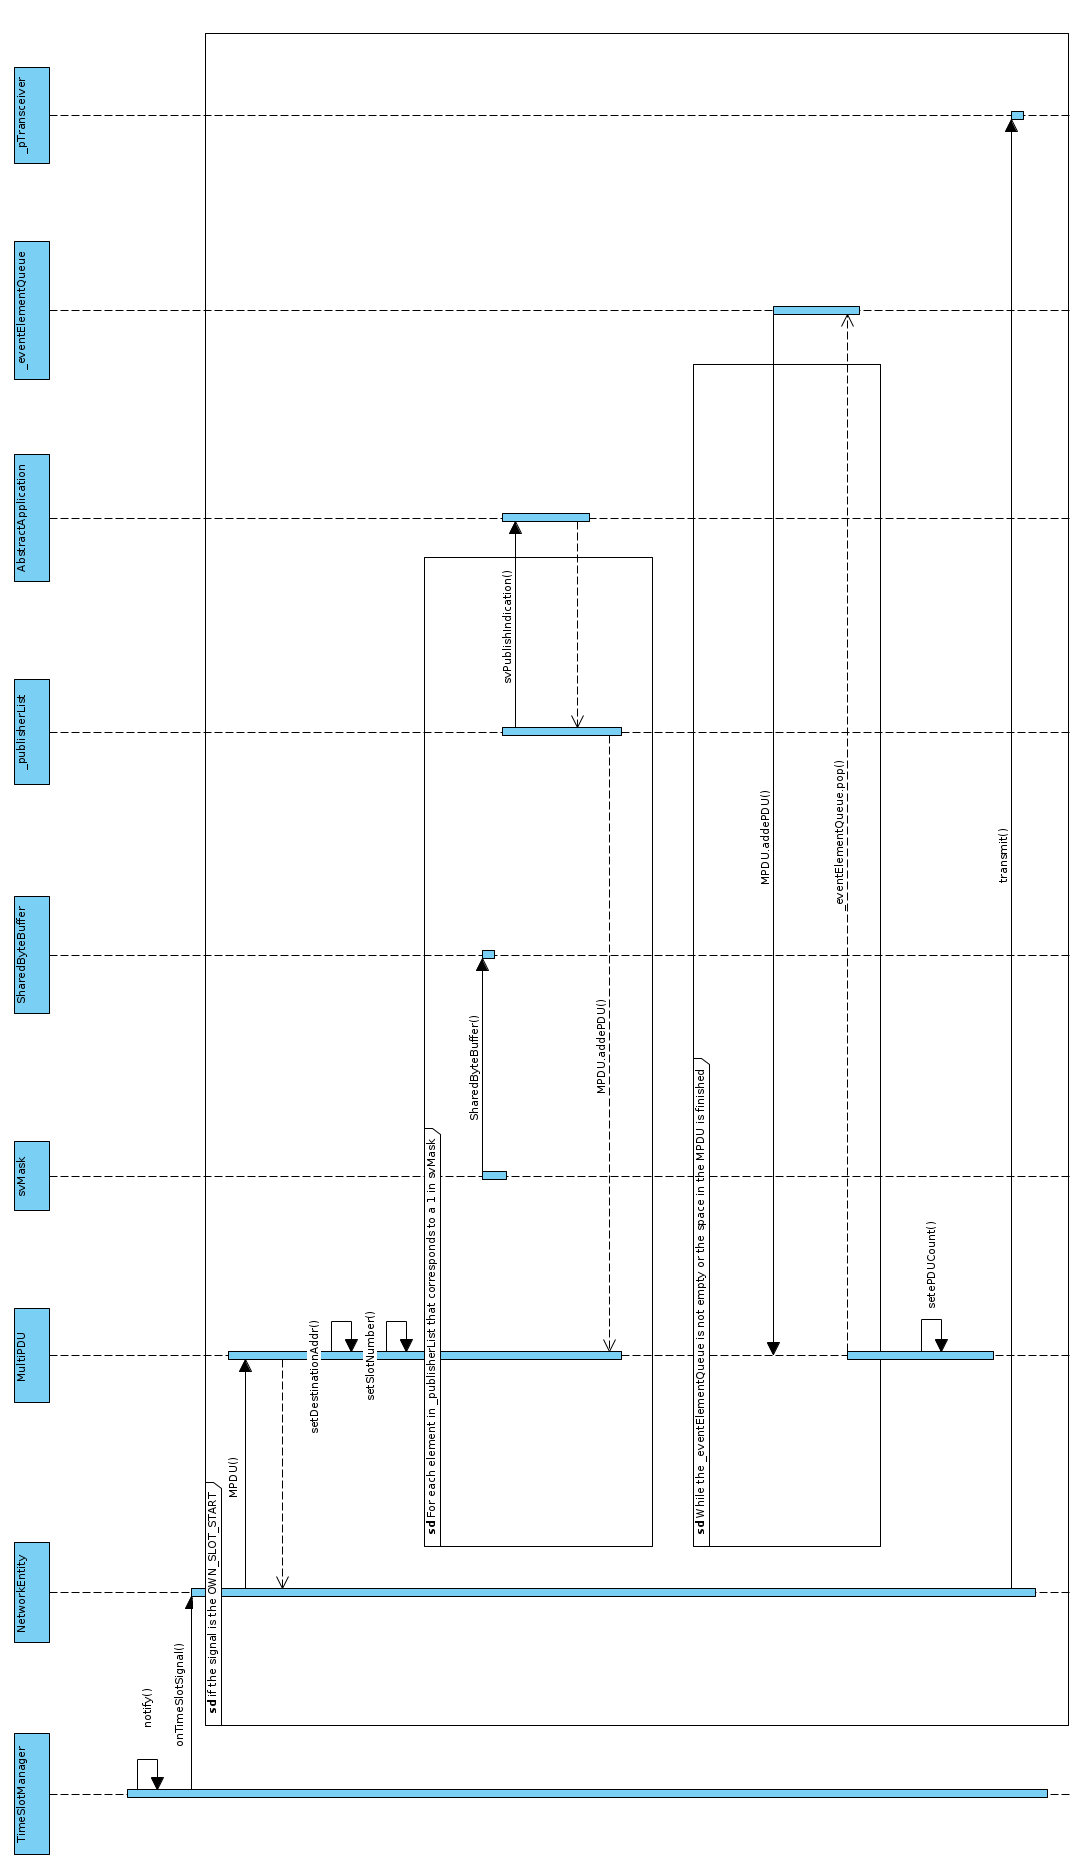 TimeSlotManager
NetworkEntity
MultiPDU
svMask
SharedByteBuffer
_publisherList
AbstractApplication
_eventElementQueue
_pTransceiver
notify()
onTimeSlotSignal()
sd if the signal is the OWN_SLOT_START
MPDU()
setDestinationAddr()
setSlotNumber()
sd For each element in _publisherList that corresponds to a 1 in svMask
SharedByteBuffer()
svPublishIndication()
MPDU.addePDU()
sd While the _eventElementQueue is not empty or the space in the MPDU is finished
MPDU.addePDU()
_eventElementQueue.pop()
setePDUCount()
transmit()